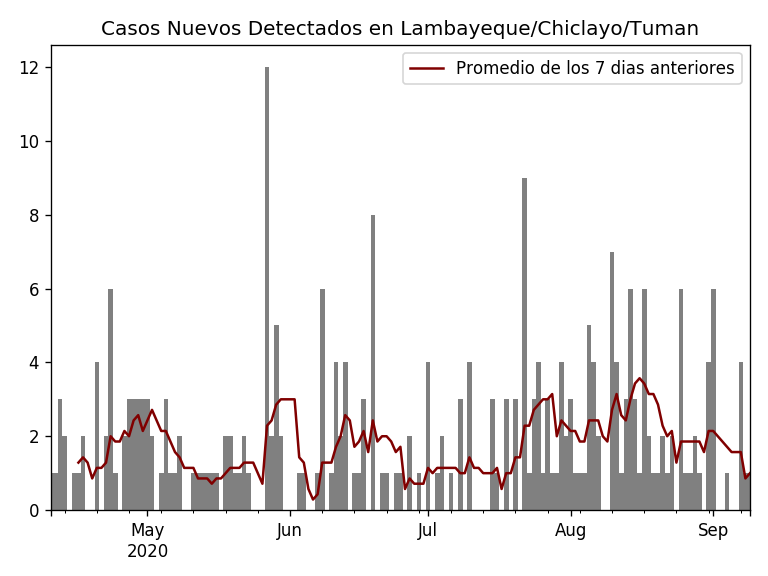 Casos Nuevos Detectados en Lambayeque/Chiclayo/Tuman
Promedio de los 7 dias anteriores
12
10
8
6
4
2
0
May
2020
Jun
Jul
Aug
Sep